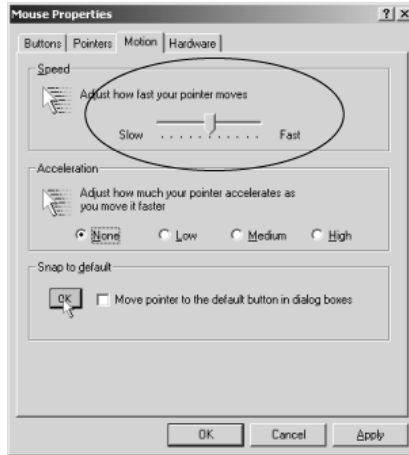 Mouse Properties ? x
Buttons Pointers Motion Hardware
Speed
Adjust how fast your pointer moves
Slow Fast
Acceleration
Adjust how much your pointer accelerates as
you move it faster
None Low Medium High
Snap to default
OK Move pointer to the default button in dialog boxes
OK Cancel Apply